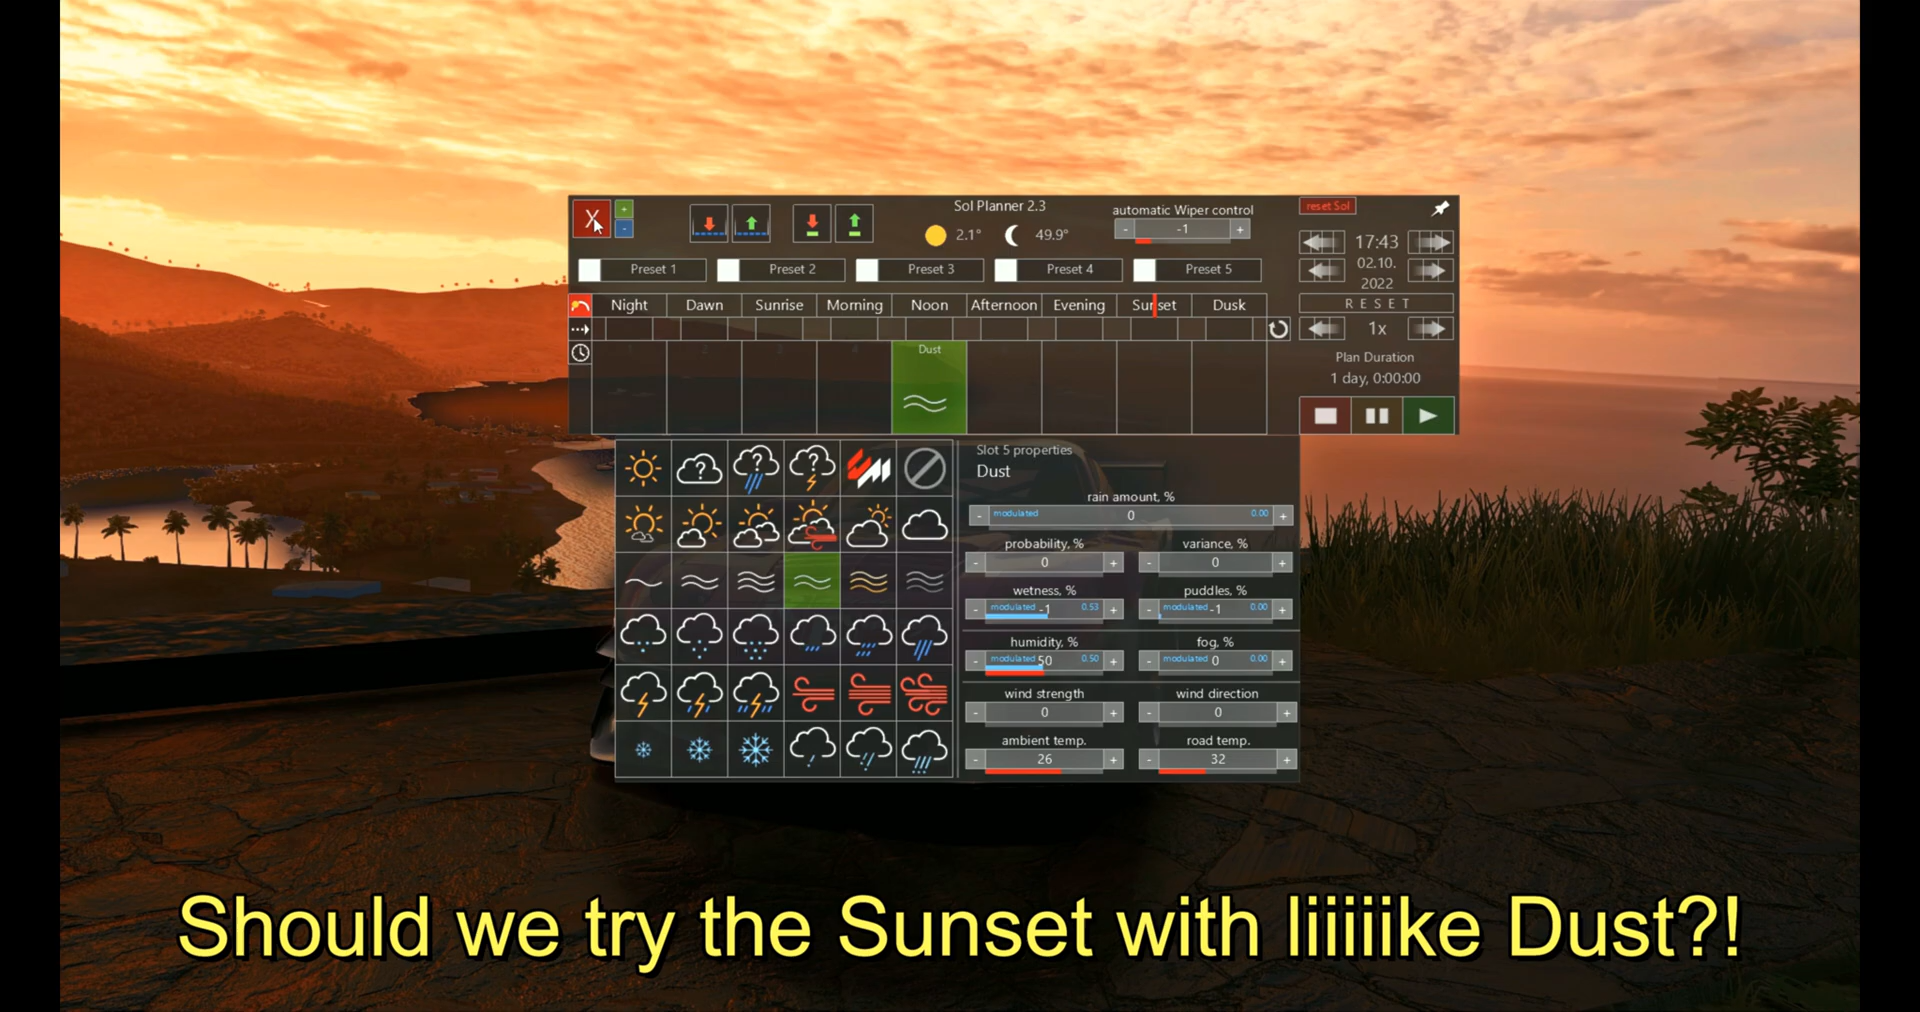 X
+
-
Sol Planner 2.3
2.1°
49.9°
automatic Wiper control
- -1 +
reset Sol
17:43
02.10.
2022
RESET
1x
Plan Duration
1 day, 0:00:00
Preset 1 Preset 2 Preset 3 Preset 4 Preset 5
Night Dawn Sunrise Morning Noon Afternoon Evening Sunset Dusk
Dust
? ? ?
Slot 5 properties
Dust
rain amount, %
- modulated 0 0.00 +
probability, % variance, %
- 0 + - 0 +
wetness, % puddles, %
- modulated -1 0.53 + - modulated -1 0.00 +
humidity, % fog, %
- modulated 50 0.50 + - modulated 0 0.00 +
wind strength wind direction
- 0 + - 0 +
ambient temp. road temp.
- 26 + - 32 +
Should we try the Sunset with liiiiike Dust?!